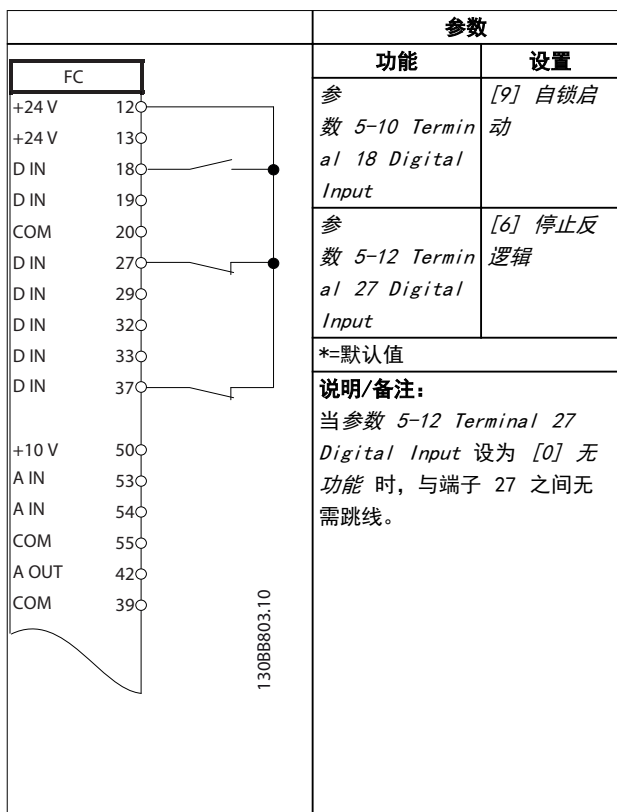 FC
+24 V 12
+24 V 13
D IN 18
D IN 19
COM 20
D IN 27
D IN 29
D IN 32
D IN 33
D IN 37
+10 V 50
A IN 53
A IN 54
COM 55
A OUT 42
COM 39
130BB803.10
参数
功能 设置
参 [9] 自锁启
数 5-10 Termin 动
al 18 Digital
Input
参 [6] 停止反
数 5-12 Termin 逻辑
al 27 Digital
Input
*=默认值
说明/备注:
当参数 5-12 Terminal 27
Digital Input 设为 [0] 无
功能 时, 与端子 27 之间无
需跳线。